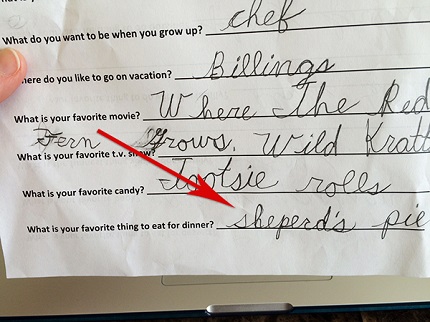 What do you want to be when you grow up? chef
here do you like to go on vacation? Billings
What is your favorite movie? Where the Red
Fern Grows. Wild Kratt
What is your favorite t.v. show?
What is your favorite candy? Tootsie rolls
What is your favorite thing to eat for dinner? sheperd's pie